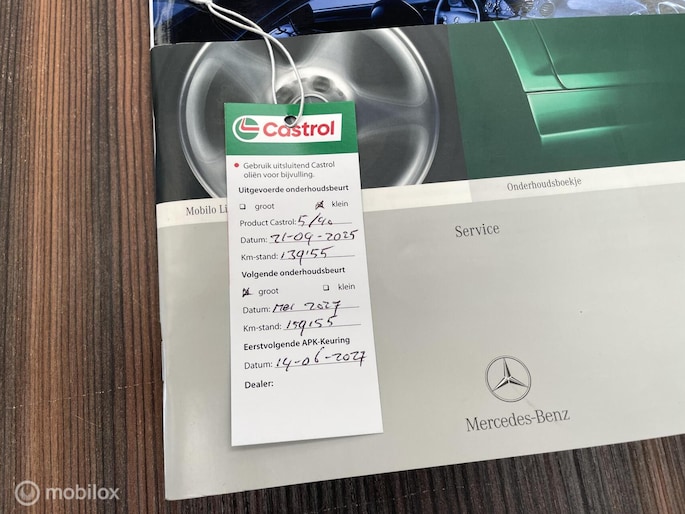 Castrol
Gebruik uitsluitend Castrol
oliën voor bijvulling.
Uitgevoerde onderhoudsbeurt
groot klein
Product Castrol: 5/40
Datum: 21-09-2025
Km-stand: 139155
Volgende onderhoudsbeurt
groot klein
Datum: Mei 2027
Km-stand: 159155
Eerstvolgende APK-Keuring
Datum: 14-06-2027
Dealer:
Mobilo
Onderhoudsboekje
Service
Mercedes-Benz
mobilox